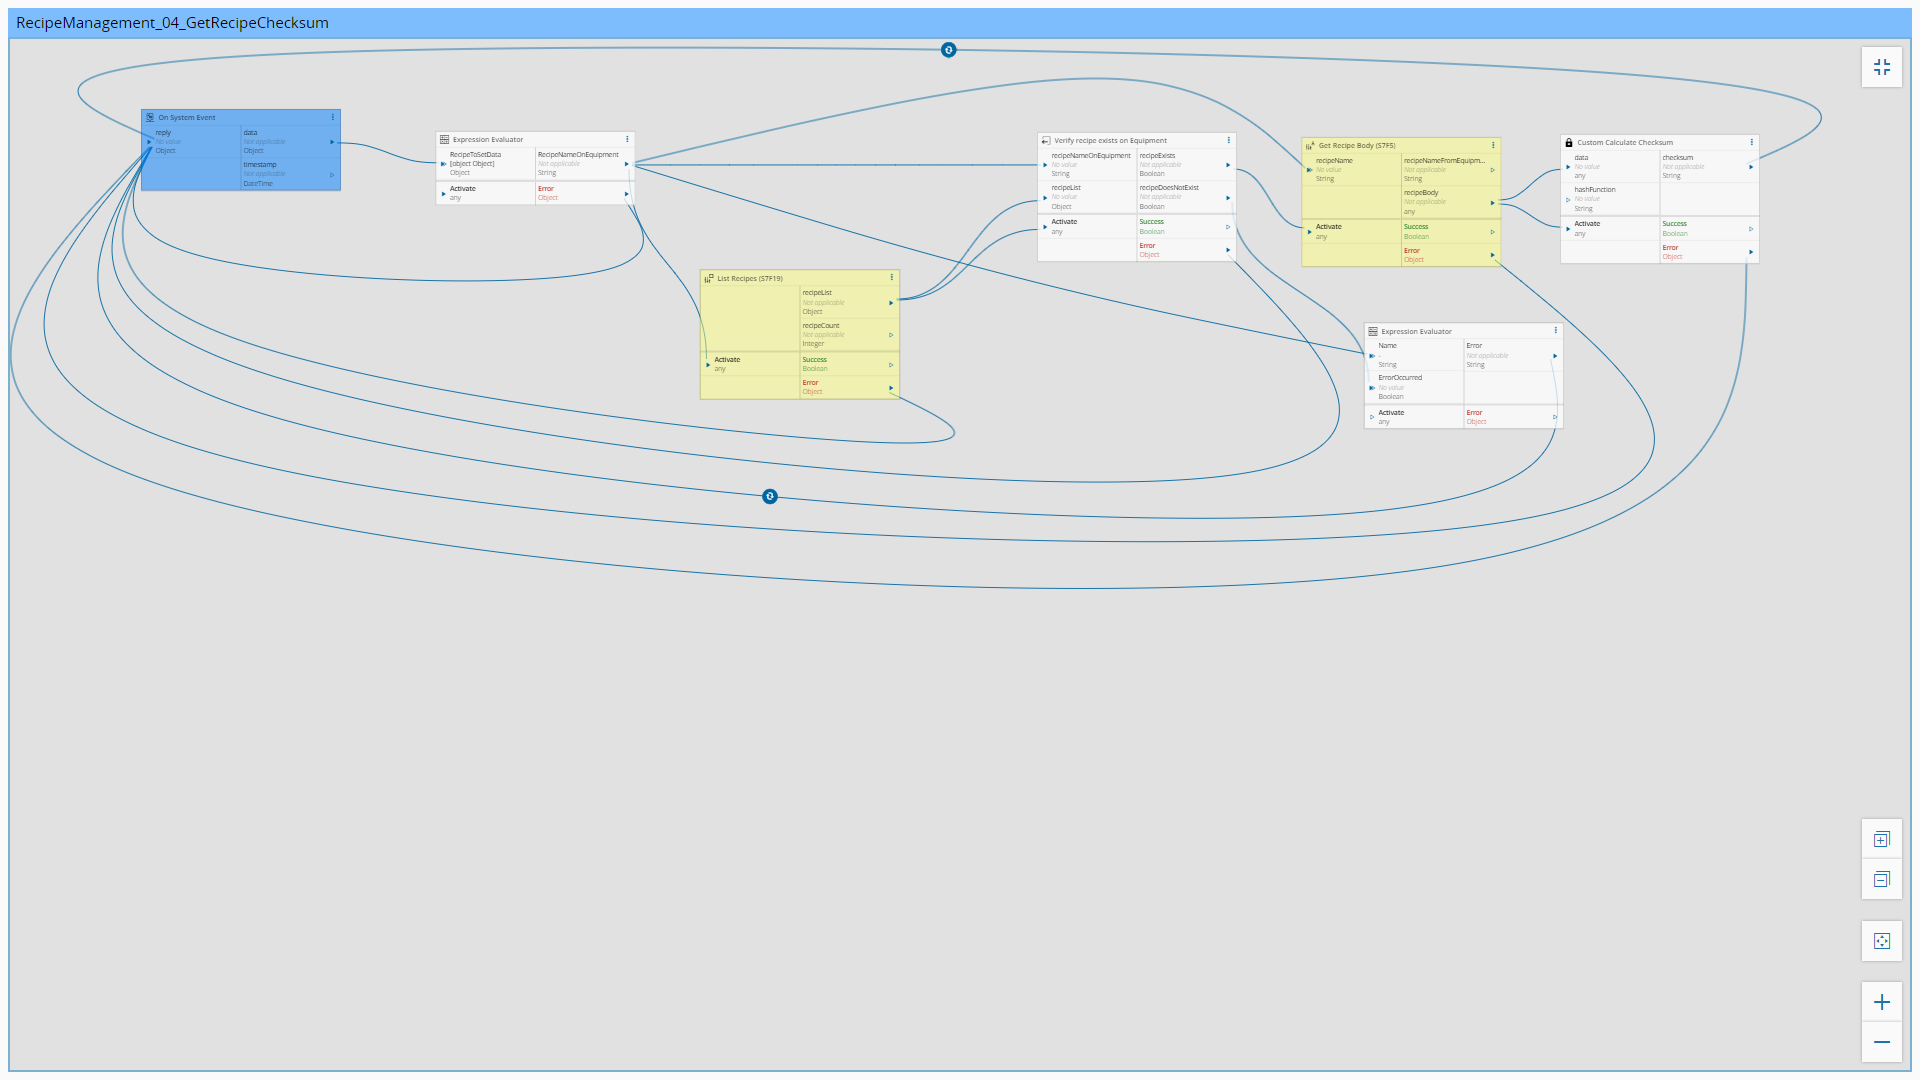 RecipeManagement_04_GetRecipeChecksum
On System Event
reply
No value
Object
data
Not applicable
Object
timestamp
Not applicable
DateTime
Expression Evaluator
RecipeToSetData
[object Object]
Object
RecipeNameOnEquipment
Not applicable
String
Activate
any
Error
Object
List Recipes (S7F19)
recipeList
Not applicable
Object
recipeCount
Not applicable
Integer
Activate
any
Success
Boolean
Error
Object
Verify recipe exists on Equipment
recipeNameOnEquipment
No value
String
recipeExists
Not applicable
Boolean
recipeList
No value
Object
recipeDoesNotExist
Not applicable
Boolean
Activate
any
Success
Boolean
Error
Object
Get Recipe Body (S7F5)
recipeName
No value
String
recipeNameFromEquipm...
Not applicable
String
recipeBody
Not applicable
any
Activate
any
Success
Boolean
Error
Object
Custom Calculate Checksum
data
No value
any
checksum
Not applicable
String
hashFunction
No value
String
Activate
any
Success
Boolean
Error
Object
Expression Evaluator
Name
-
String
Error
Not applicable
String
ErrorOccurred
No value
Boolean
Activate
any
Error
Object